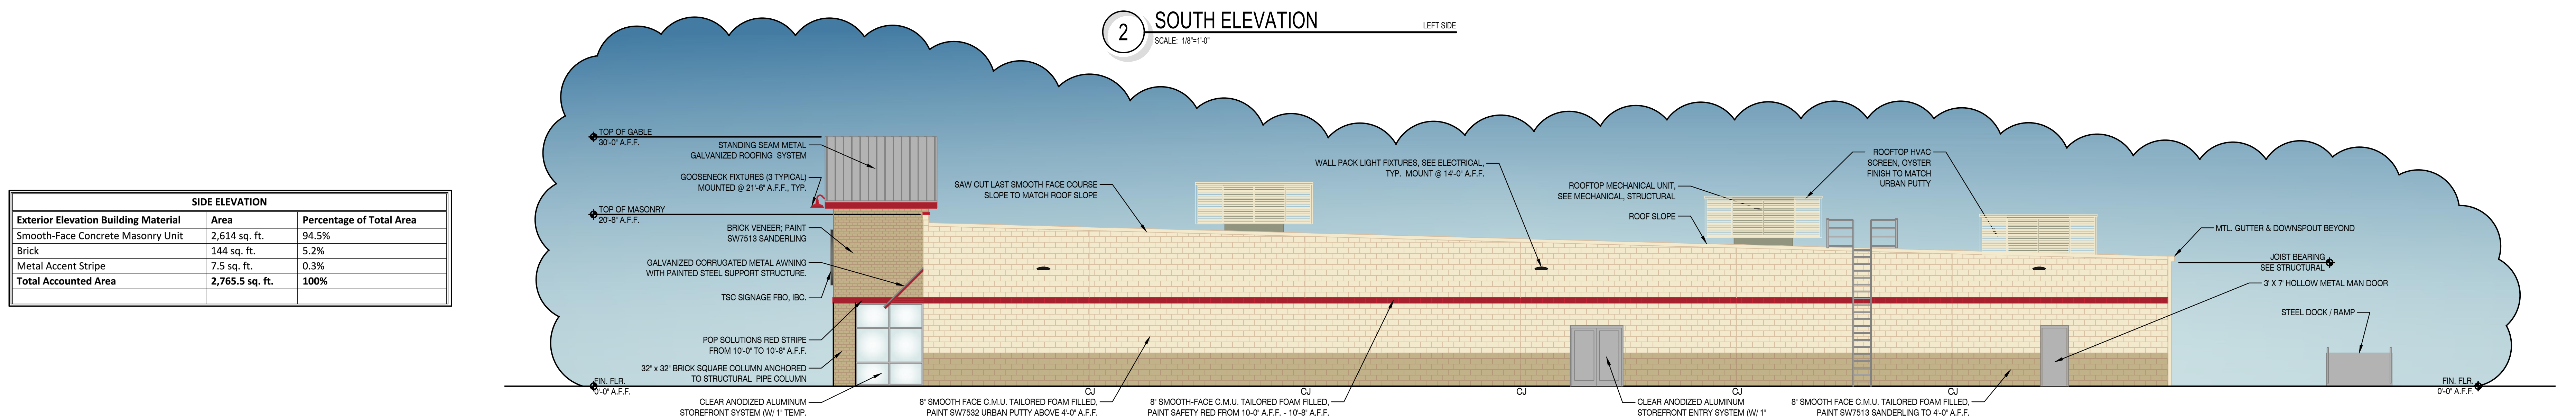 2
SOUTH ELEVATION
LEFT SIDE
SCALE: 1/8"=1'-0"
SIDE ELEVATION
Exterior Elevation Building Material Area Percentage of Total Area
Smooth-Face Concrete Masonry Unit 2,614 sq. ft. 94.5%
Brick 144 sq. ft. 5.2%
Metal Accent Stripe 7.5 sq. ft. 0.3%
Total Accounted Area 2,765.5 sq. ft. 100%
TOP OF GABLE
30'-0" A.F.F.
TOP OF MASONRY
20'-8" A.F.F.
FIN. FLR.
0'-0" A.F.F.
STANDING SEAM METAL
GALVANIZED ROOFING SYSTEM
GOOSENECK FIXTURES (3 TYPICAL)
MOUNTED @ 21'-6" A.F.F., TYP.
BRICK VENEER; PAINT
SW7513 SANDERLING
GALVANIZED CORRUGATED METAL AWNING
WITH PAINTED STEEL SUPPORT STRUCTURE.
TSC SIGNAGE FBO, IBC.
POP SOLUTIONS RED STRIPE
FROM 10'-0" TO 10'-8" A.F.F.
32" x 32" BRICK SQUARE COLUMN ANCHORED
TO STRUCTURAL PIPE COLUMN
CLEAR ANODIZED ALUMINUM
STOREFRONT SYSTEM (W/ 1" TEMP.
SAW CUT LAST SMOOTH FACE COURSE
SLOPE TO MATCH ROOF SLOPE
WALL PACK LIGHT FIXTURES, SEE ELECTRICAL,
TYP. MOUNT @ 14'-0" A.F.F.
ROOFTOP MECHANICAL UNIT,
SEE MECHANICAL, STRUCTURAL
ROOF SLOPE
ROOFTOP HVAC
SCREEN, OYSTER
FINISH TO MATCH
URBAN PUTTY
MTL. GUTTER & DOWNSPOUT BEYOND
JOIST BEARING
SEE STRUCTURAL
3' X 7' HOLLOW METAL MAN DOOR
STEEL DOCK / RAMP
FIN. FLR.
0'-0" A.F.F.
CJ
CJ
CJ
CJ
CJ
8" SMOOTH FACE C.M.U. TAILORED FOAM FILLED,
PAINT SW7532 URBAN PUTTY ABOVE 4'-0" A.F.F.
8" SMOOTH-FACE C.M.U. TAILORED FOAM FILLED,
PAINT SAFETY RED FROM 10-0" A.F.F. - 10'-8" A.F.F.
CLEAR ANODIZED ALUMINUM
STOREFRONT ENTRY SYSTEM (W/ 1"
8" SMOOTH FACE C.M.U. TAILORED FOAM FILLED,
PAINT SW7513 SANDERLING TO 4'-0" A.F.F.